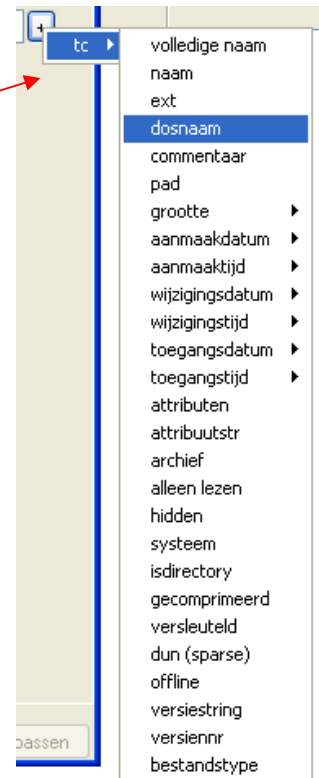 +
tc
volledige naam
naam
ext
dosnaam
commentaar
pad
grootte
aanmaakdatum
aanmaaktijd
wijzigingsdatum
wijzigingstijd
toegangsdatum
toegangstijd
attributen
attribuutstr
archief
alleen lezen
hidden
systeem
isdirectory
gecomprimeerd
versleuteld
dun (sparse)
offline
versiestring
versiennr
bestandstype
passen